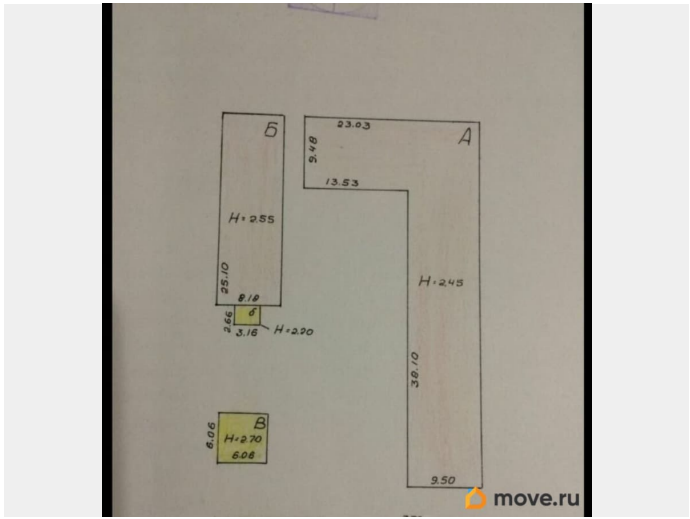 Б
23.03
А
9.48
13.53
H=2.55
25.10
H=2.45
8.18
2.66
б
3.16
H=2.20
38.10
В
6.06
H=2.70
6.06
9.50
move.ru